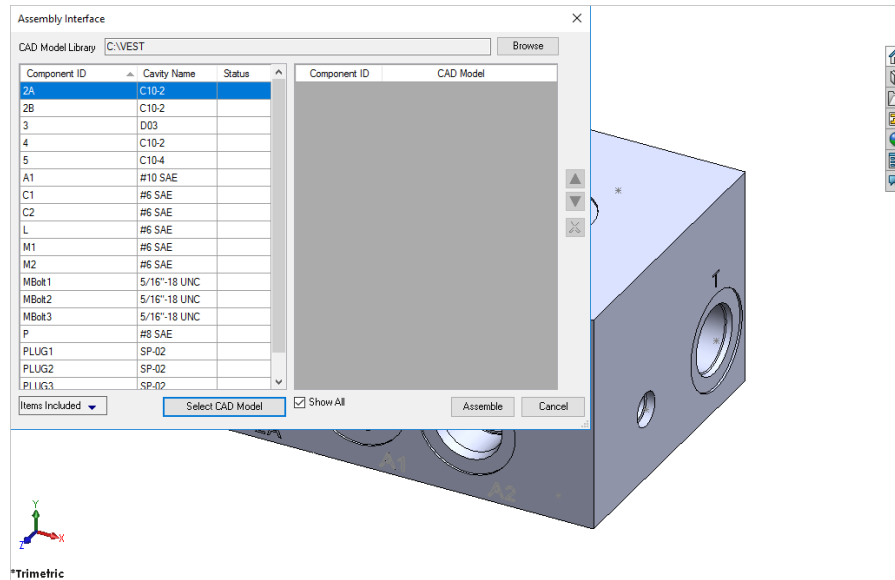 Assembly Interface
CAD Model Library C:\VEST Browse
Component ID Cavity Name Status Component ID CAD Model
2A C10-2
2B C10-2
3 D03
4 C10-2
5 C10-4
A1 #10 SAE
C1 #6 SAE
C2 #6 SAE
L #6 SAE
M1 #6 SAE
M2 #6 SAE
MBolt1 5/16"-18 UNC
MBolt2 5/16"-18 UNC
MBolt3 5/16"-18 UNC
P #8 SAE
PLUG1 SP-02
PLUG2 SP-02
PLUG3 SP-02
Items Included Select CAD Model Show All Assemble Cancel
T
2A
A1
A2
Y
Z X
*Trimetric